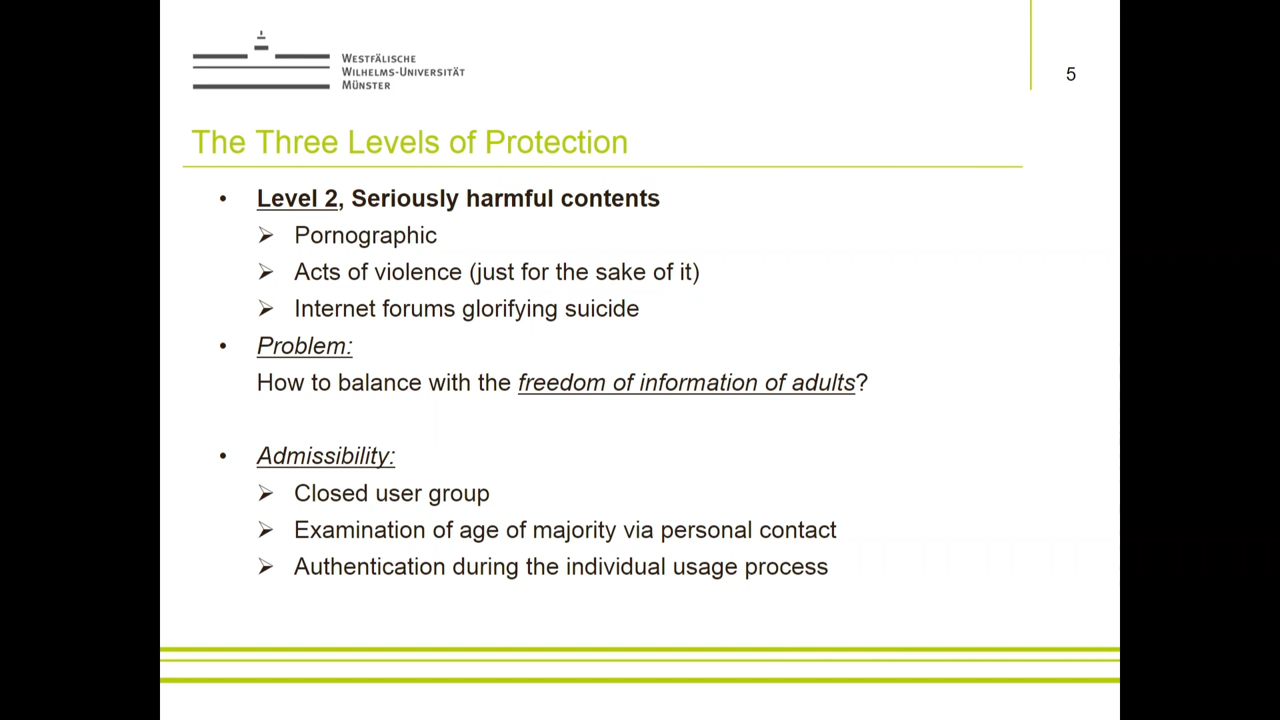 WESTFÄLISCHE
WILHELMS-UNIVERSITÄT
MÜNSTER
5
The Three Levels of Protection
• Level 2, Seriously harmful contents
➢ Pornographic
➢ Acts of violence (just for the sake of it)
➢ Internet forums glorifying suicide
• Problem:
How to balance with the freedom of information of adults?
• Admissibility:
➢ Closed user group
➢ Examination of age of majority via personal contact
➢ Authentication during the individual usage process